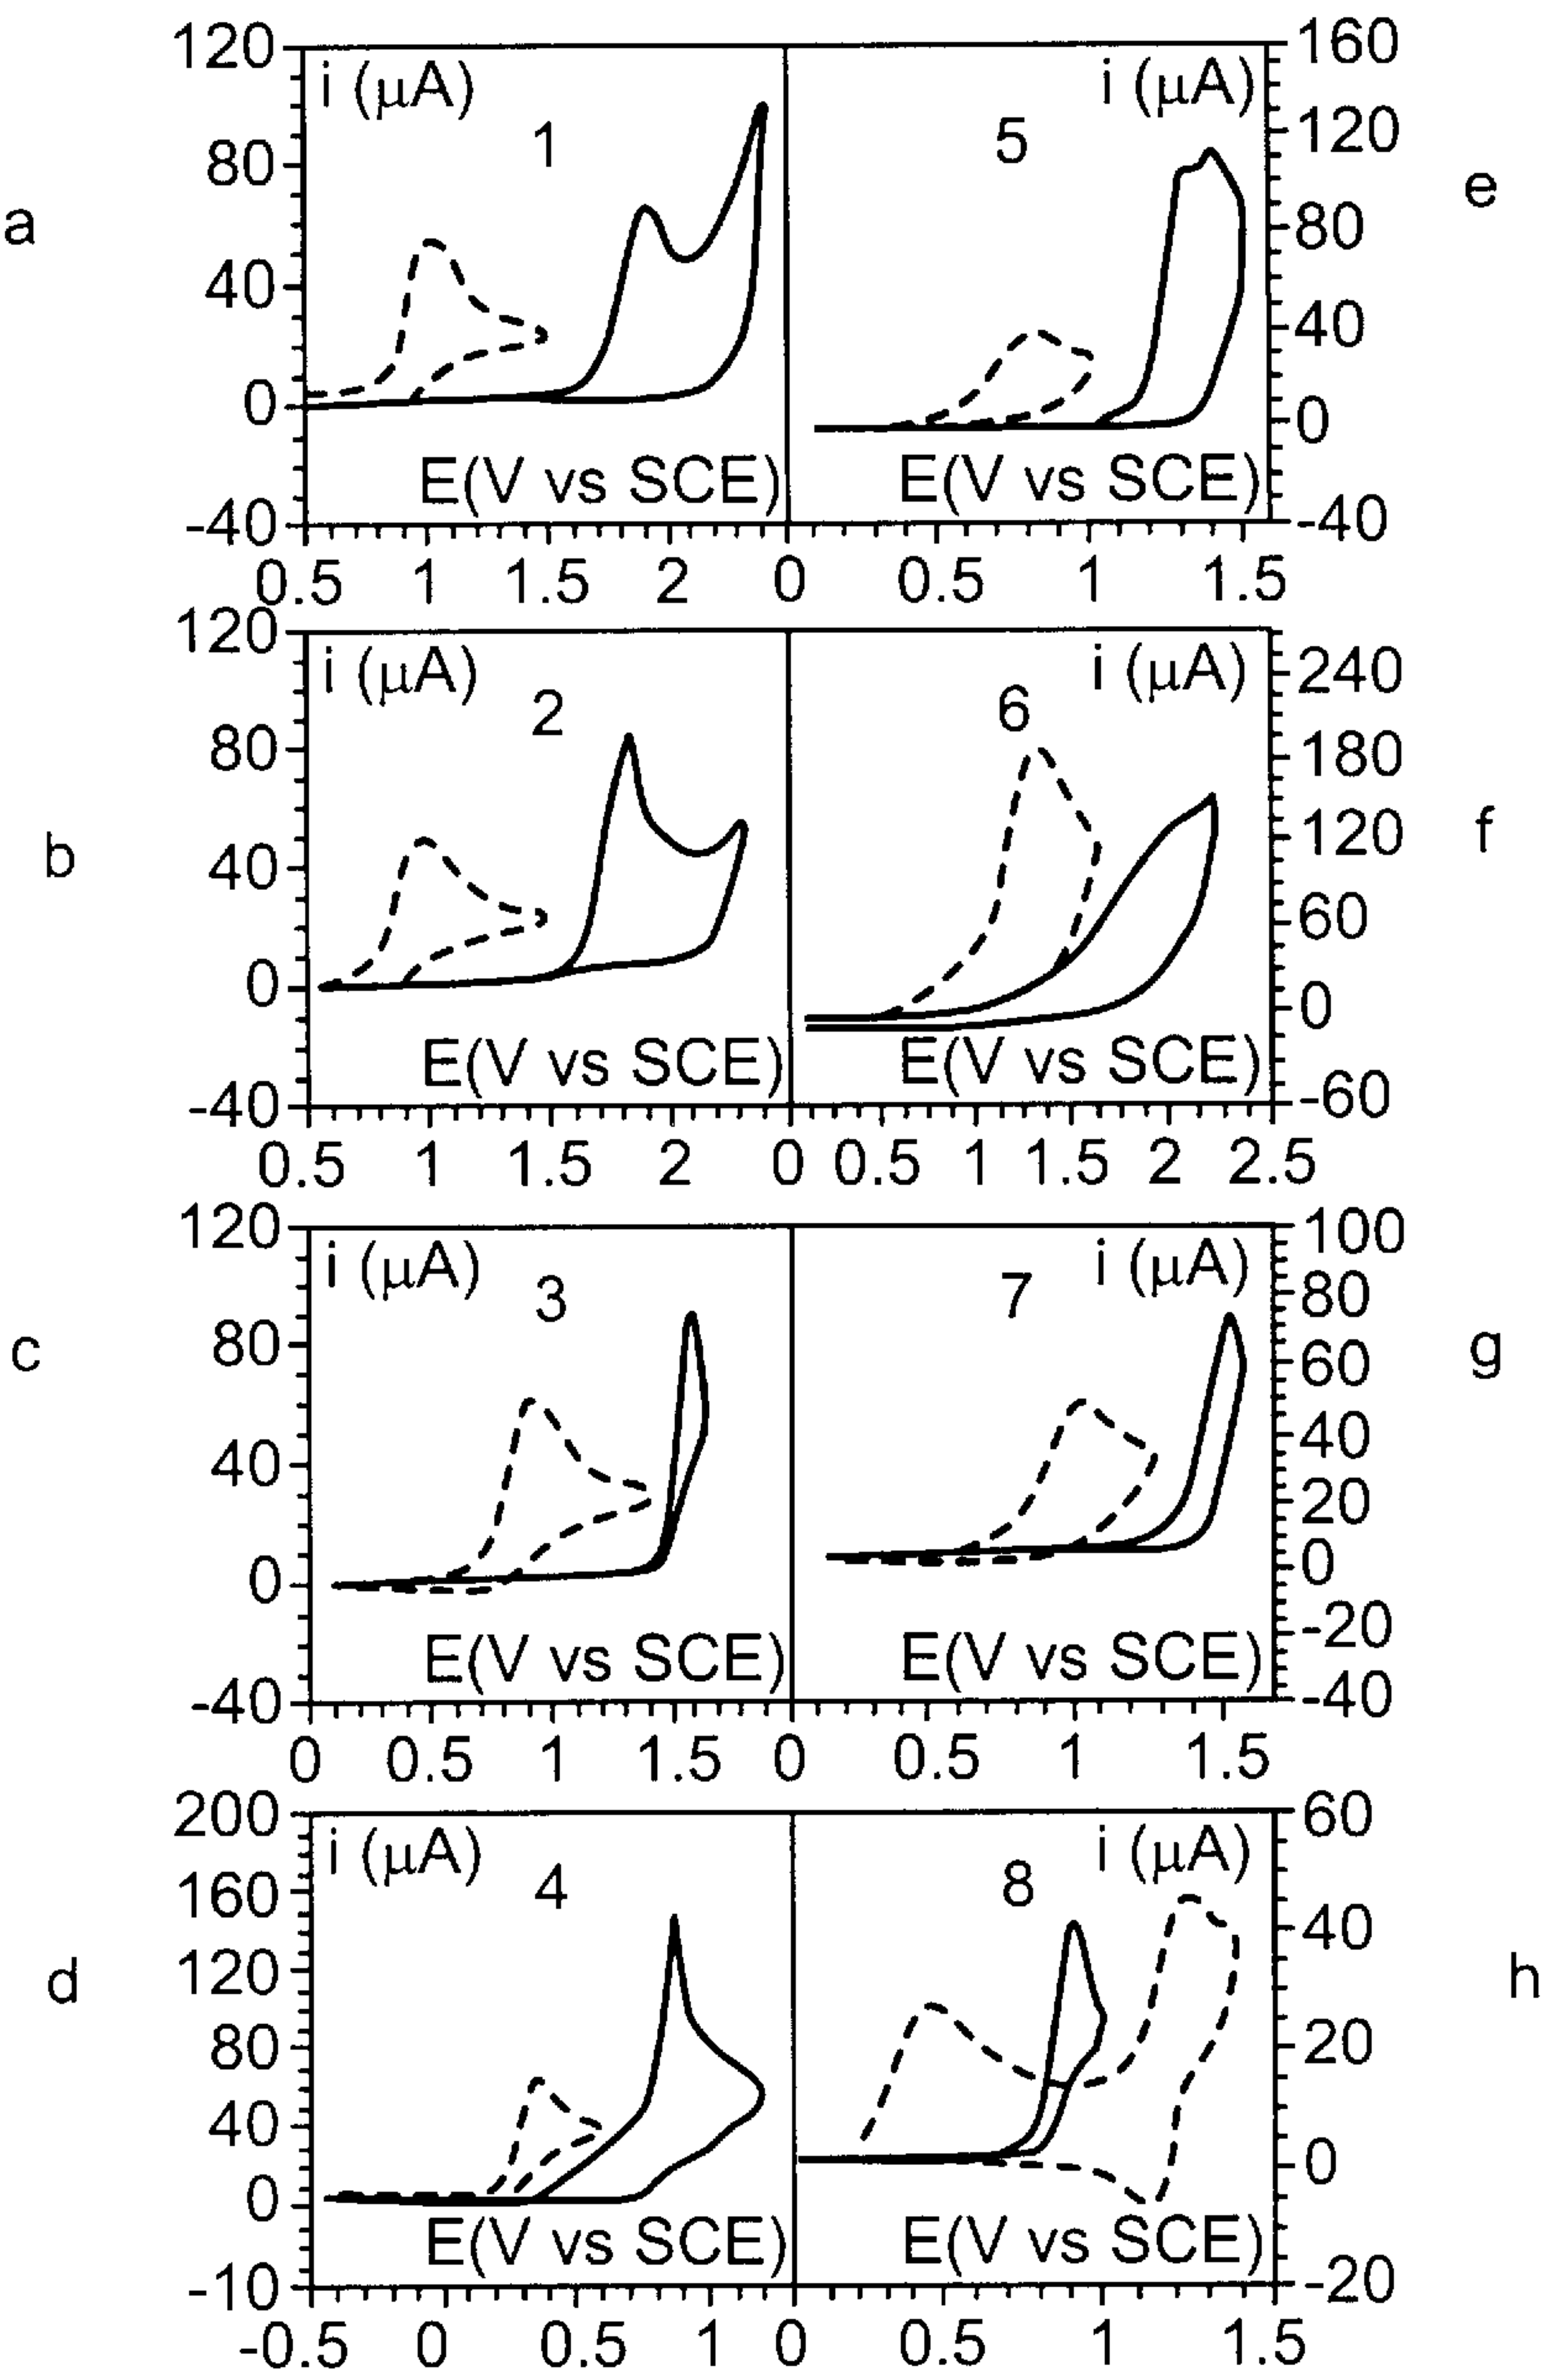 120 160
i (μA) i (μA)
1 5
120
80
a e
80
40
40
0 0
E(V vs SCE) E(V vs SCE)
-40 -40
0.5 1 1.5 2 0 0.5 1 1.5
120
i (μA) i (μA) 240
2 6
80 180
b 120 f
40
60
0 0
E(V vs SCE) E(V vs SCE)
-40 -60
0.5 1 1.5 2 0 0.5 1 1.5 2 2.5
120 100
i (μA) i (μA)
3 7 80
c 80 60 g
40 40
20
0 0
E(V vs SCE) E(V vs SCE) -20
-40 -40
0 0.5 1 1.5 0 0.5 1 1.5
200 60
i (μA) i (μA)
160 4 8
40
d 120 h
80 20
40
0 0
E(V vs SCE) E(V vs SCE)
-10 -20
-0.5 0 0.5 1 0 0.5 1 1.5